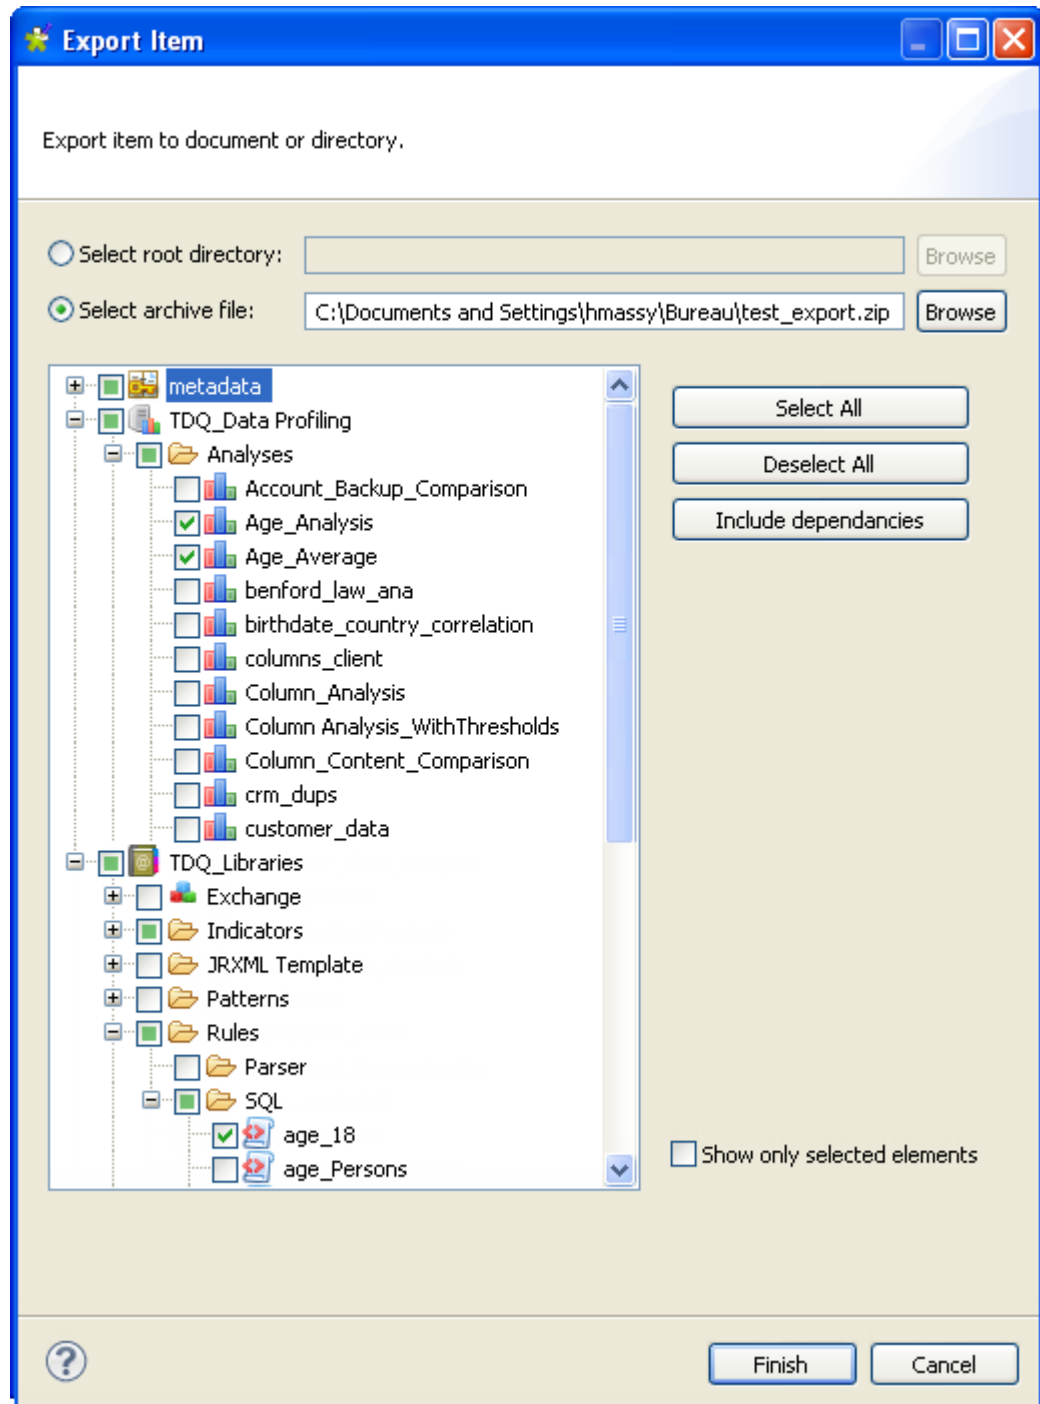 Export Item
Export item to document or directory.
Select root directory:
Browse
Select archive file:
C:\Documents and Settings\hmassy\Bureau\test_export.zip
Browse
metadata
TDQ_Data Profiling
Analyses
Account_Backup_Comparison
Age_Analysis
Age_Average
benford_law_ana
birthdate_country_correlation
columns_client
Column_Analysis
Column Analysis_WithThresholds
Column_Content_Comparison
crm_dups
customer_data
TDQ_Libraries
Exchange
Indicators
JRXML Template
Patterns
Rules
Parser
SQL
age_18
age_Persons
Select All
Deselect All
Include dependancies
Show only selected elements
?
Finish
Cancel